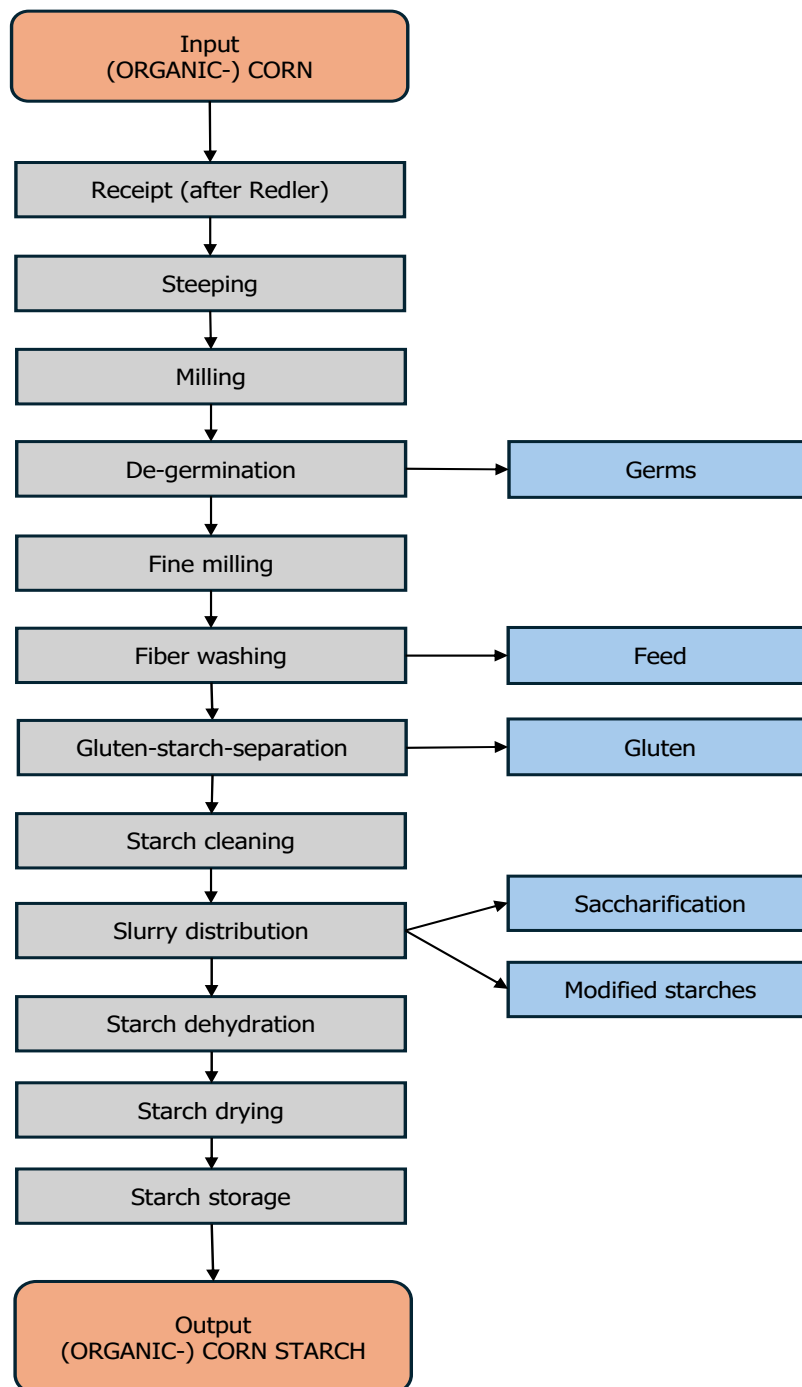 Input
(ORGANIC-) CORN
Receipt (after Redler)
Steeping
Milling
De-germination
Germs
Fine milling
Fiber washing
Feed
Gluten-starch-separation
Gluten
Starch cleaning
Saccharification
Slurry distribution
Modified starches
Starch dehydration
Starch drying
Starch storage
Output
(ORGANIC-) CORN STARCH